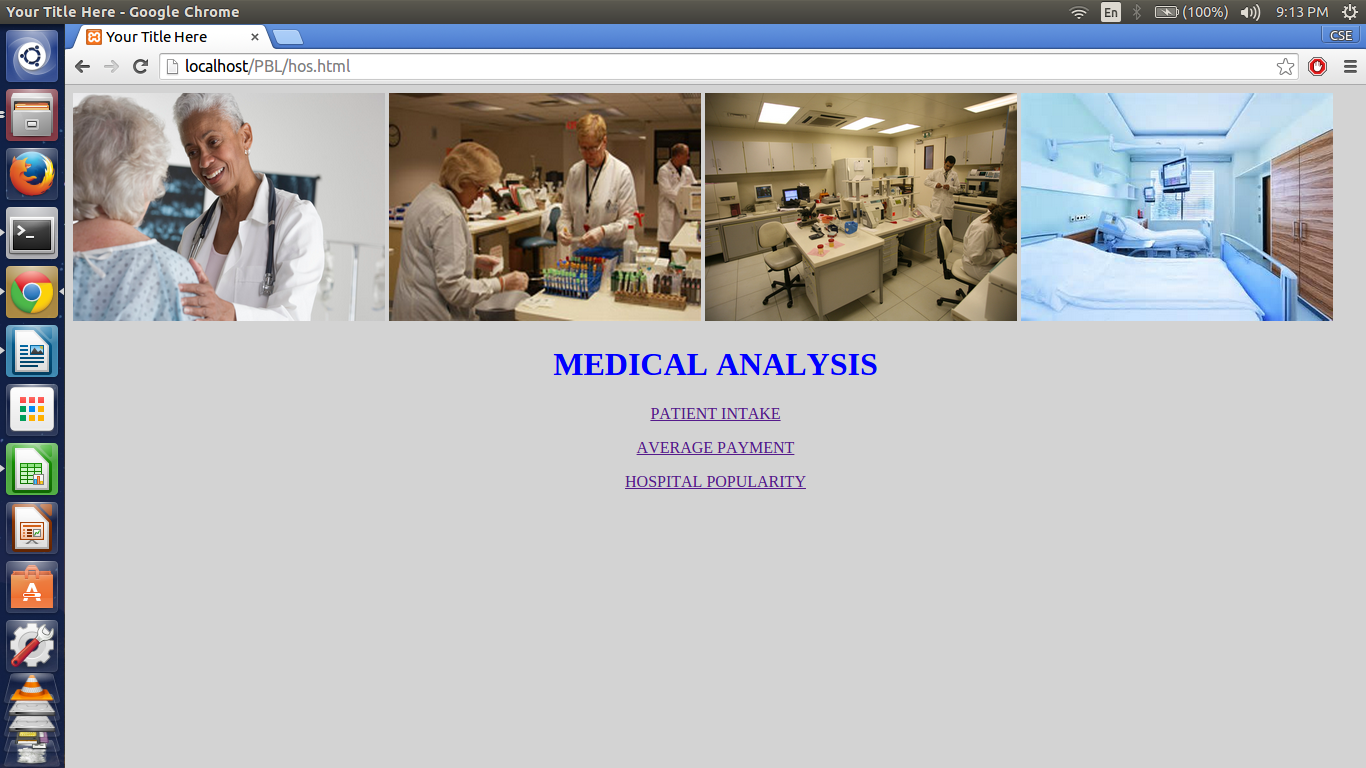 Your Title Here - Google Chrome
En
(100%)
9:13 PM
Your Title Here
CSE
localhost/PBL/hos.html
MEDICAL ANALYSIS
PATIENT INTAKE
AVERAGE PAYMENT
HOSPITAL POPULARITY